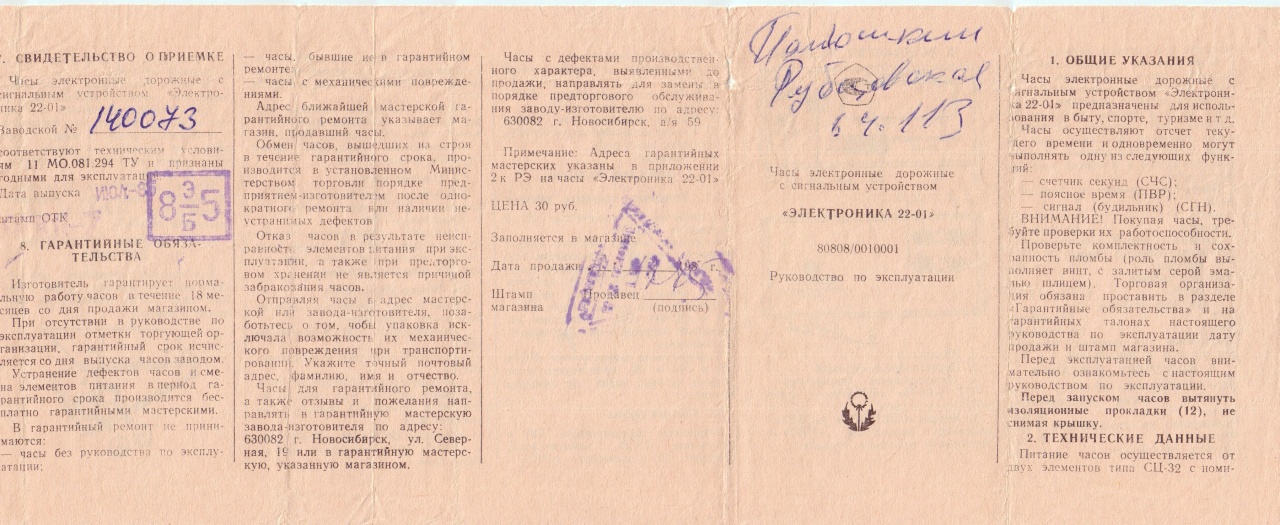 7. СВИДЕТЕЛЬСТВО О ПРИЕМКЕ
Часы электронные дорожные с
сигнальным устройством «Электро-
ника 22-01»
Заводской № 140073
соответствуют техническим услови-
ям 11 МО.081.294 ТУ и признаны
годными для эксплуатации
Дата выпуска
штамп ОТК
8 Э Б 5
8. ГАРАНТИЙНЫЕ ОБЯЗА-
ТЕЛЬСТВА
Изготовитель гарантирует норма-
льную работу часов в течение 18 ме-
сяцев со дня продажи магазином.
При отсутствии в руководстве по
эксплуатации отметки торгующей ор-
ганизации, гарантийный срок исчис-
ляется со дня выпуска часов заводом.
Устранение дефектов часов и сме-
на элементов питания в период га-
рантийного срока производится бес-
платно гарантийными мастерскими.
В гарантийный ремонт не прини-
маются:
— часы без руководства по эксплу-
атации;
— часы, бывшие не в гарантийном
ремонте;
— часы с механическими поврежде-
ниями.
Адрес ближайшей мастерской га-
рантийного ремонта указывает ма-
газин, продавший часы.
Обмен часов, вышедших из строя
в течение гарантийного срока, про-
изводится в установленном Минис-
терством торговли порядке пред-
приятием-изготовителем после одно-
кратного ремонта или наличии не-
устранимых дефектов
Отказ часов в результате неисп-
равность элементов питания при экс-
плуатации, а также при предторго-
вом хранении не является причиной
забракования часов.
Отправляя часы в адрес мастерс-
кой или завода-изготовителя, поза-
ботьтесь о том, чобы упаковка иск-
лючала возможность их механичес-
кого повреждения при транспорти-
ровании. Укажите точный почтовый
адрес, фамилию, имя и отчество.
Часы для гарантийного ремонта,
а также отзывы и пожелания нап-
равлять в гарантийную мастерскую
завода-изготовителя по адресу:
630082 г. Новосибирск, ул. Север-
ная, 19 или в гарантийную мастерс-
кую, указанную магазином.
Часы с дефектами производствен-
ного характера, выявленными до
продажи, направлять для замены в
порядке предторгового обслужива-
ния заводу-изготовителю по адресу:
630082 г. Новосибирск, а/я 59
Примечание: Адреса гарантийных
мастерских указаны в приложении
2 к РЭ на часы «Электроника 22-01»
ЦЕНА 30 руб.
Заполняется в магазине
Дата продажи
Штамп Продавец
магазина (подпись)
113
Часы электронные дорожные
с сигнальным устройством
«ЭЛЕКТРОНИКА 22-01»
80808/0010001
Руководство по эксплуатации
1. ОБЩИЕ УКАЗАНИЯ
Часы электронные дорожные с
сигнальным устройством «Электрони-
ка 22-01» предназначены для исполь-
зования в быту, спорте, туризме и т д.
Часы осуществляют отсчет теку-
щего времени и одновременно могут
выполнять одну из следующих функ-
ций:
— счетчик секунд (СЧС);
— поясное время (ПВР);
— сигнал (будильник) (СГН).
ВНИМАНИЕ! Покупая часы, тре-
буйте проверки их работоспособности.
Проверьте комплектность и сох-
ранность пломбы (роль пломбы вы-
полняет винт, с залитым серой эма-
лью шлицем). Торговая организа-
ция обязана проставить в разделе
«Гарантийные обязательства» и на
гарантийных талонах настоящего
руководства по эксплуатации дату
продажи и штамп магазина.
Перед эксплуатацией часов вни-
мательно ознакомьтесь с настоящим
руководством по эксплуатации.
Перед запуском часов вытянуть
изоляционные прокладки (12), не
снимая крышку.
2. ТЕХНИЧЕСКИЕ ДАННЫЕ
Питание часов осуществляется от
двух элементов типа СЦ-32 с номи-